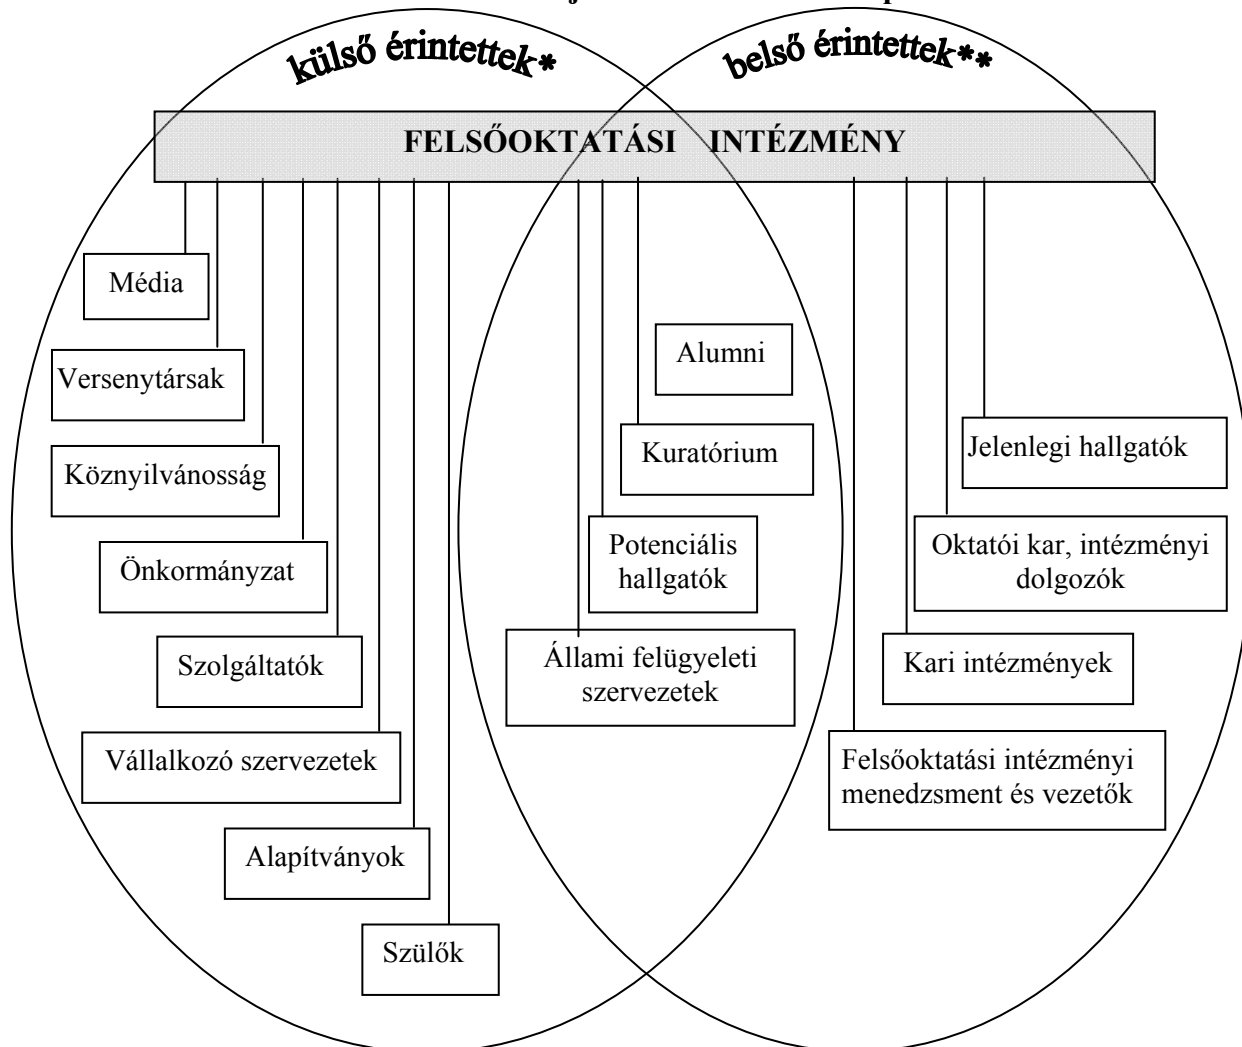 külső érintettek*
belső érintettek**
FELSŐOKTATÁSI INTÉZMÉNY
Média
Versenytársak
Köznyilvánosság
Önkormányzat
Szolgáltatók
Vállalkozó szervezetek
Alapítványok
Szülők
Alumni
Kuratórium
Potenciális
hallgatók
Állami felügyeleti
szervezetek
Jelenlegi hallgatók
Oktatói kar, intézményi
dolgozók
Kari intézmények
Felsőoktatási intézményi
menedzsment és vezetők